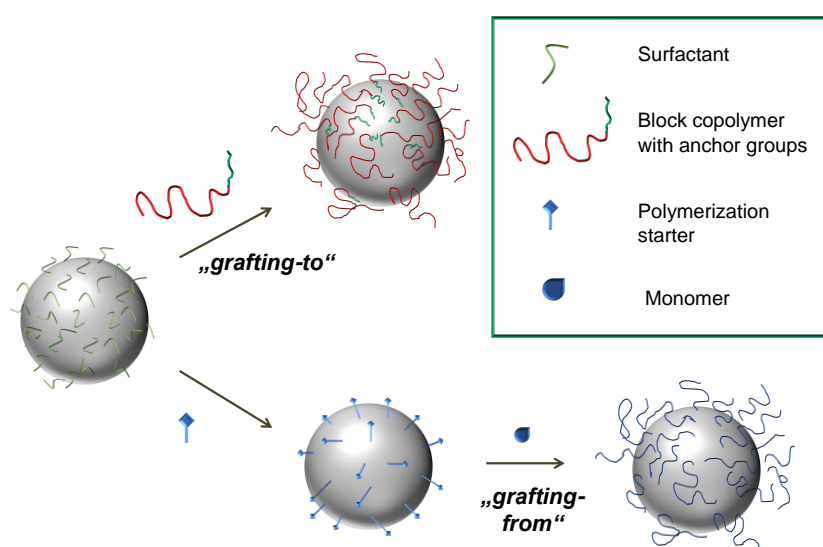 Surfactant
Block copolymer
with anchor groups
Polymerization
starter
Monomer
„grafting-to“
„grafting-
from“